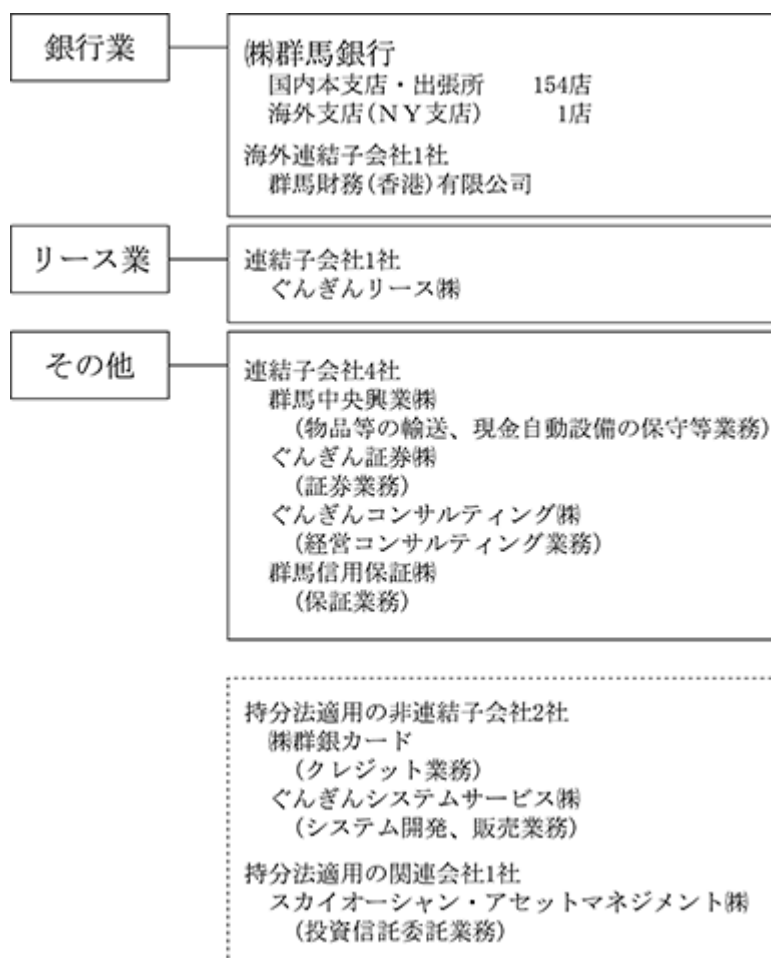 銀行業
㈱群馬銀行
国内本支店・出張所 154店
海外支店(ＮＹ支店) 1店
海外連結子会社1社
群馬財務(香港)有限公司
リース業
連結子会社1社
ぐんぎんリース㈱
その他
連結子会社4社
群馬中央興業㈱
(物品等の輸送、現金自動設備の保守等業務)
ぐんぎん証券㈱
(証券業務)
ぐんぎんコンサルティング㈱
(経営コンサルティング業務)
群馬信用保証㈱
(保証業務)
持分法適用の非連結子会社2社
㈱群銀カード
(クレジット業務)
ぐんぎんシステムサービス㈱
(システム開発、販売業務)
持分法適用の関連会社1社
スカイオーシャン・アセットマネジメント㈱
(投資信託委託業務)